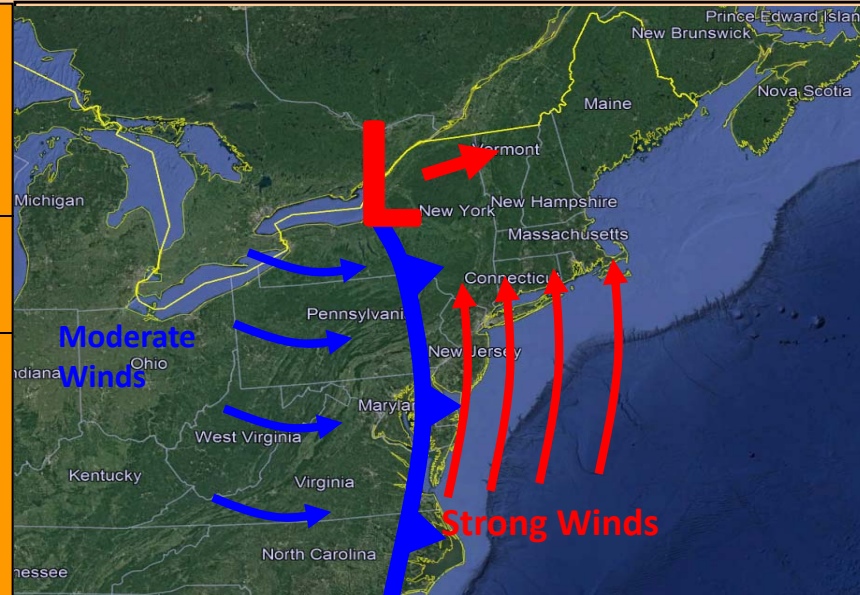 Prince Edward Islan
New Brunswick
Nova Scotia
Maine
Vermont
L
Michigan
New York
New Hampshire
Massachusetts
Connecticut
Pennsylvani
Moderate
Winds
Ohio
ndiana
New Jersey
Marylan
West Virginia
Kentucky
Virginia
Strong Winds
North Carolina
nessee